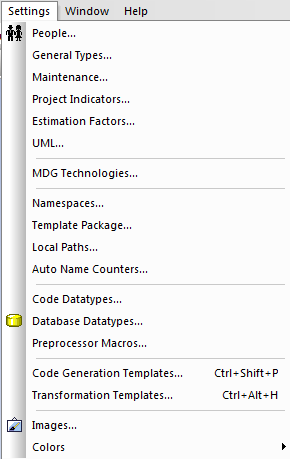 Settings Window Help
People...
General Types...
Maintenance...
Project Indicators...
Estimation Factors...
UML...
MDG Technologies...
Namespaces...
Template Package...
Local Paths...
Auto Name Counters...
Code Datatypes...
Database Datatypes...
Preprocessor Macros...
Code Generation Templates... Ctrl+Shift+P
Transformation Templates... Ctrl+Alt+H
Images...
Colors